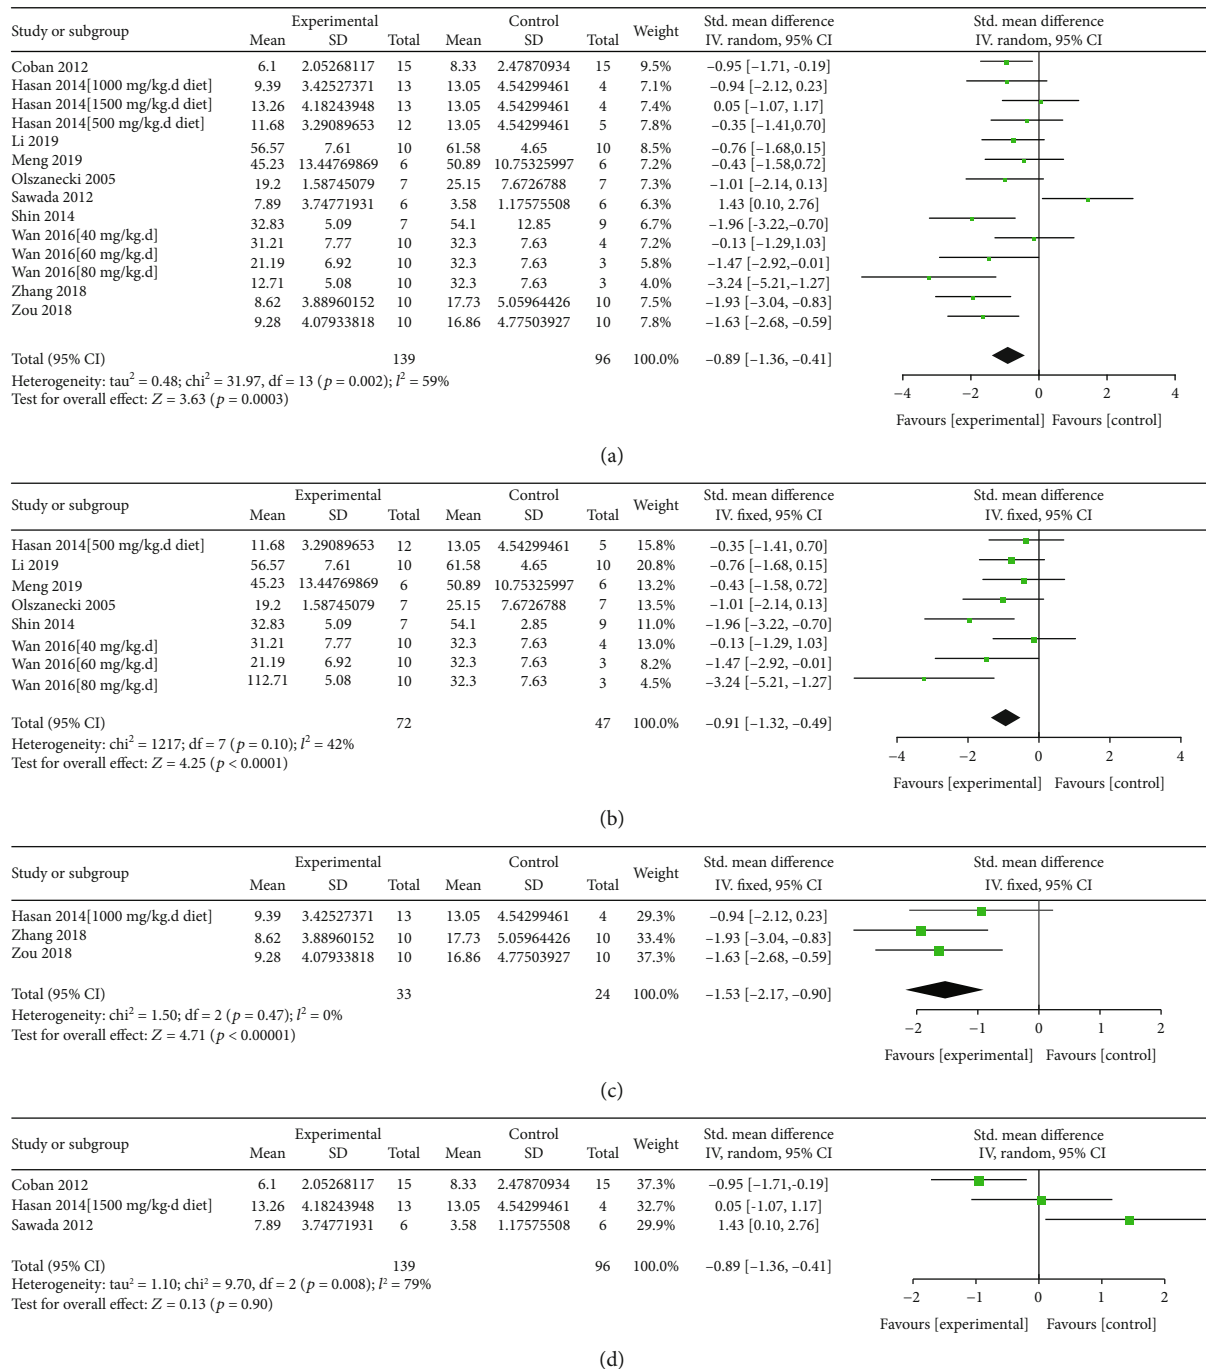 Study or subgroup Experimental Control Weight Std. mean difference Std. mean difference
Mean SD Total Mean SD Total IV. random, 95% CI IV. random, 95% CI
Coban 2012 6.1 2.05268117 15 8.33 2.47870934 15 9.5% −0.95 [−1.71, −0.19]
Hasan 2014[1000 mg/kg.d diet] 9.39 3.42527371 13 13.05 4.54299461 4 7.1% −0.94 [−2.12, 0.23]
Hasan 2014[1500 mg/kg.d diet] 13.26 4.18243948 13 13.05 4.54299461 4 7.4% 0.05 [−1.07, 1.17]
Hasan 2014[500 mg/kg.d diet] 11.68 3.29089653 12 13.05 4.54299461 5 7.8% −0.35 [−1.41,0.70]
Li 2019 56.57 7.61 10 61.58 4.65 10 8.5% −0.76 [−1.68,0.15]
Meng 2019 45.23 13.44769869 6 50.89 10.75325997 6 7.2% −0.43 [−1.58,0.72]
Olszanecki 2005 19.2 1.58745079 7 25.15 7.6726788 7 7.3% −1.01 [−2.14, 0.13]
Sawada 2012 7.89 3.74771931 6 3.58 1.17575508 6 6.3% 1.43 [0.10, 2.76]
Shin 2014 32.83 5.09 7 54.1 12.85 9 6.7% −1.96 [−3.22,−0.70]
Wan 2016[40 mg/kg.d] 31.21 7.77 10 32.3 7.63 4 7.2% −0.13 [−1.29,1.03]
Wan 2016[60 mg/kg.d] 21.19 6.92 10 32.3 7.63 3 5.8% −1.47 [−2.92,−0.01]
Wan 2016[80 mg/kg.d] 12.71 5.08 10 32.3 7.63 3 4.0% −3.24 [−5.21,−1.27]
Zhang 2018 8.62 3.88960152 10 17.73 5.05964426 10 7.5% −1.93 [−3.04, −0.83]
Zou 2018 9.28 4.07933818 10 16.86 4.77503927 10 7.8% −1.63 [−2.68, −0.59]
Total (95% CI) 139 96 100.0% −0.89 [−1.36, −0.41]
Heterogeneity: tau² = 0.48; chi² = 31.97, df = 13 (p = 0.002); I² = 59%
Test for overall effect: Z = 3.63 (p = 0.0003)
−4 −2 0 2 4
Favours [experimental] Favours [control]
(a)
Study or subgroup Experimental Control Weight Std. mean difference Std. mean difference
Mean SD Total Mean SD Total IV. fixed, 95% CI IV. fixed, 95% CI
Hasan 2014[500 mg/kg.d diet] 11.68 3.29089653 12 13.05 4.54299461 5 15.8% −0.35 [−1.41, 0.70]
Li 2019 56.57 7.61 10 61.58 4.65 10 20.8% −0.76 [−1.68, 0.15]
Meng 2019 45.23 13.44769869 6 50.89 10.75325997 6 13.2% −0.43 [−1.58, 0.72]
Olszanecki 2005 19.2 1.58745079 7 25.15 7.6726788 7 13.5% −1.01 [−2.14, 0.13]
Shin 2014 32.83 5.09 7 54.1 2.85 9 11.0% −1.96 [−3.22, −0.70]
Wan 2016[40 mg/kg.d] 31.21 7.77 10 32.3 7.63 4 13.0% −0.13 [−1.29, 1.03]
Wan 2016[60 mg/kg.d] 21.19 6.92 10 32.3 7.63 3 8.2% −1.47 [−2.92, −0.01]
Wan 2016[80 mg/kg.d] 112.71 5.08 10 32.3 7.63 3 4.5% −3.24 [−5.21, −1.27]
Total (95% CI) 72 47 100.0% −0.91 [−1.32, −0.49]
Heterogeneity: chi² = 1217; df = 7 (p = 0.10); I² = 42%
Test for overall effect: Z = 4.25 (p < 0.0001)
−4 −2 0 2 4
Favours [experimental] Favours [control]
(b)
Study or subgroup Experimental Control Weight Std. mean difference Std. mean difference
Mean SD Total Mean SD Total IV. fixed, 95% CI IV. fixed, 95% CI
Hasan 2014[1000 mg/kg.d diet] 9.39 3.42527371 13 13.05 4.54299461 4 29.3% −0.94 [−2.12, 0.23]
Zhang 2018 8.62 3.88960152 10 17.73 5.05964426 10 33.4% −1.93 [−3.04, −0.83]
Zou 2018 9.28 4.07933818 10 16.86 4.77503927 10 37.3% −1.63 [−2.68, −0.59]
Total (95% CI) 33 24 100.0% −1.53 [−2.17, −0.90]
Heterogeneity: chi² = 1.50; df = 2 (p = 0.47); I² = 0%
Test for overall effect: Z = 4.71 (p < 0.00001)
−2 −1 0 1 2
Favours [experimental] Favours [control]
(c)
Study or subgroup Experimental Control Weight Std. mean difference Std. mean difference
Mean SD Total Mean SD Total IV, random, 95% CI IV, random, 95% CI
Coban 2012 6.1 2.05268117 15 8.33 2.47870934 15 37.3% −0.95 [−1.71,-0.19]
Hasan 2014[1500 mg/kg·d diet] 13.26 4.18243948 13 13.05 4.54299461 4 32.7% 0.05 [-1.07, 1.17]
Sawada 2012 7.89 3.74771931 6 3.58 1.17575508 6 29.9% 1.43 [0.10, 2.76]
Total (95% CI) 139 96 100.0% −0.89 [−1.36, −0.41]
Heterogeneity: tau² = 1.10; chi² = 9.70, df = 2 (p = 0.008); I² = 79%
Test for overall effect: Z = 0.13 (p = 0.90)
−2 −1 0 1 2
Favours [experimental] Favours [control]
(d)